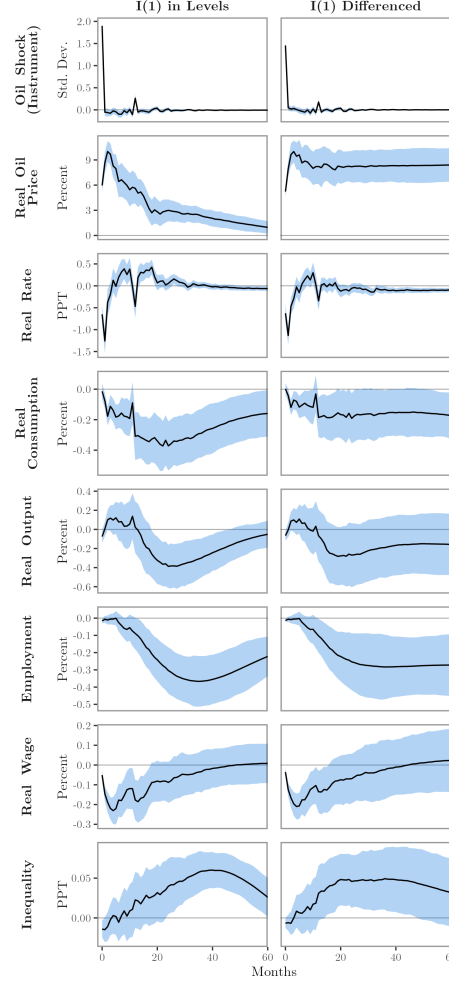 I(1) in Levels
I(1) Differenced
Oil Shock
(Instrument)
Std. Dev.
2.0
1.5
1.0
0.5
0.0
Real Oil
Price
Percent
9
6
3
0
Real Rate
PPT
0.5
0.0
-0.5
-1.0
-1.5
Real
Consumption
Percent
0.0
-0.2
-0.4
Real Output
Percent
0.4
0.2
0.0
-0.2
-0.4
-0.6
Employment
Percent
0.0
-0.1
-0.2
-0.3
-0.4
-0.5
Real Wage
Percent
0.2
0.1
0.0
-0.1
-0.2
-0.3
Inequality
PPT
0.05
0.00
0 20 40 60 0 20 40 60
Months